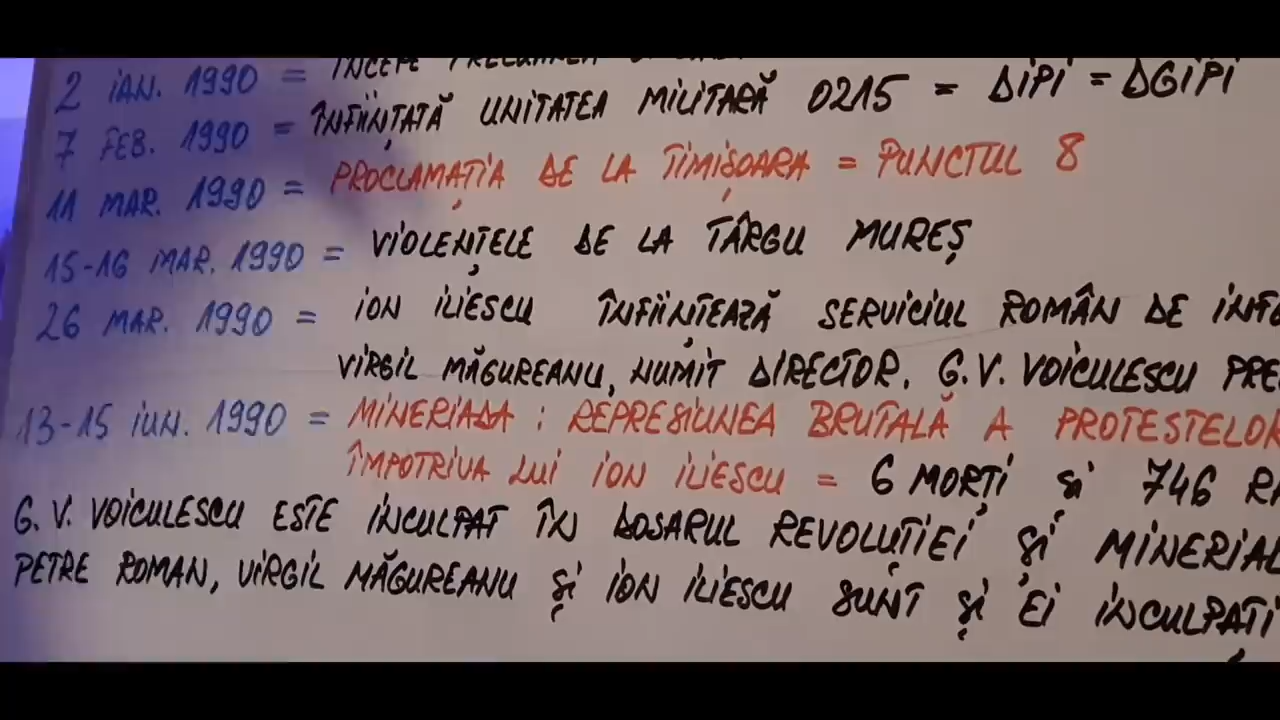 2 IAN. 1990 = ÎNCEPE
7 FEB. 1990 = ÎNFIINȚATĂ UNITATEA MILITARĂ 0215 = DIPI = DGIPI
11 MAR. 1990 = PROCLAMAȚIA DE LA TIMIȘOARA = PUNCTUL 8
15-16 MAR. 1990 = VIOLENȚELE DE LA TÂRGU MUREȘ
26 MAR. 1990 = ION ILIESCU ÎNFIINȚEAZĂ SERVICIUL ROMÂN DE
VIRGIL MĂGUREANU, NUMIT DIRECTOR. G.V. VOICULESCU PRE
13-15 IUN. 1990 = MINERIADA : REPRESIUNEA BRUTALĂ A PROTESTELOR
ÎMPOTRIVA LUI ION ILIESCU = 6 MORȚI ȘI 746
G. V. VOICULESCU ESTE INCULPAT ÎN DOSARUL REVOLUȚIEI ȘI
PETRE ROMAN, VIRGIL MĂGUREANU ȘI ION ILIESCU SUNT ȘI EI INCULPAȚI